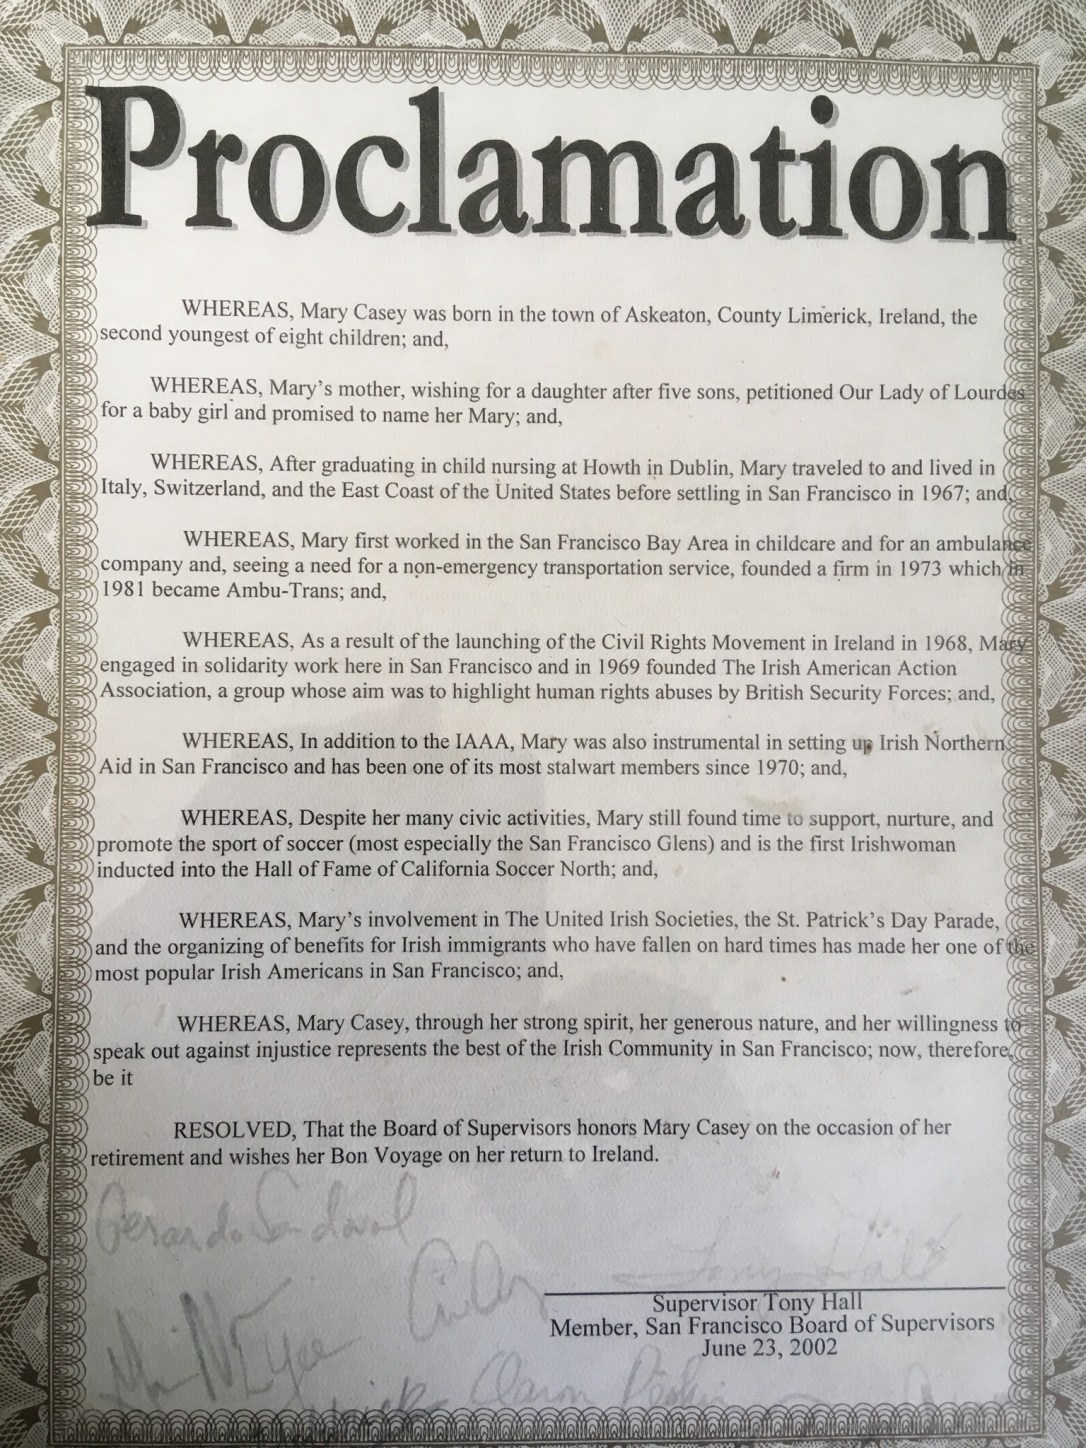 Proclamation
WHEREAS, Mary Casey was born in the town of Askeaton, County Limerick, Ireland, the
second youngest of eight children; and,
WHEREAS, Mary's mother, wishing for a daughter after five sons, petitioned Our Lady of Lourdes
for a baby girl and promised to name her Mary; and,
WHEREAS, After graduating in child nursing at Howth in Dublin, Mary traveled to and lived in
Italy, Switzerland, and the East Coast of the United States before settling in San Francisco in 1967; and,
WHEREAS, Mary first worked in the San Francisco Bay Area in childcare and for an ambulance
company and, seeing a need for a non-emergency transportation service, founded a firm in 1973 which in
1981 became Ambu-Trans; and,
WHEREAS, As a result of the launching of the Civil Rights Movement in Ireland in 1968, Mary
engaged in solidarity work here in San Francisco and in 1969 founded The Irish American Action
Association, a group whose aim was to highlight human rights abuses by British Security Forces; and,
WHEREAS, In addition to the IAAA, Mary was also instrumental in setting up Irish Northern
Aid in San Francisco and has been one of its most stalwart members since 1970; and,
WHEREAS, Despite her many civic activities, Mary still found time to support, nurture, and
promote the sport of soccer (most especially the San Francisco Glens) and is the first Irishwoman
inducted into the Hall of Fame of California Soccer North; and,
WHEREAS, Mary's involvement in The United Irish Societies, the St. Patrick's Day Parade,
and the organizing of benefits for Irish immigrants who have fallen on hard times has made her one of the
most popular Irish Americans in San Francisco; and,
WHEREAS, Mary Casey, through her strong spirit, her generous nature, and her willingness to
speak out against injustice represents the best of the Irish Community in San Francisco; now, therefore,
be it
RESOLVED, That the Board of Supervisors honors Mary Casey on the occasion of her
retirement and wishes her Bon Voyage on her return to Ireland.
Gerardo Sandoval
Tony Hall
Supervisor Tony Hall
Member, San Francisco Board of Supervisors
June 23, 2002
Aaron Peskin